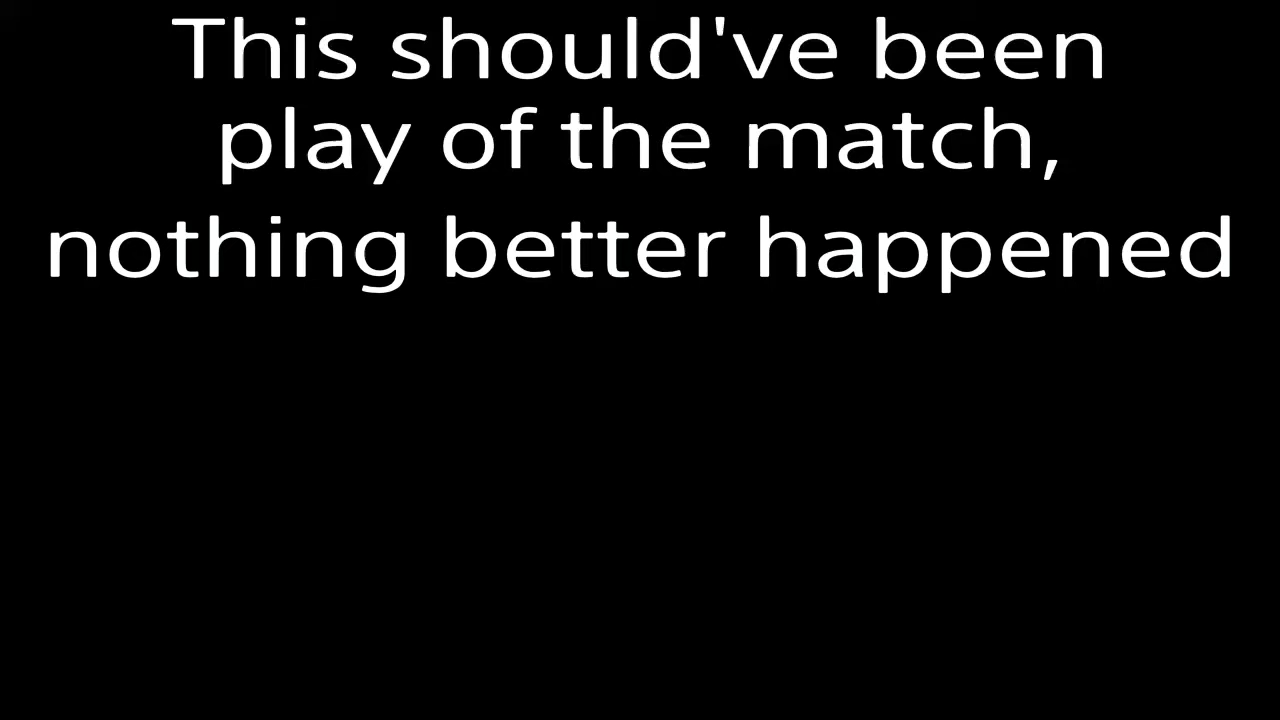 This should've been
play of the match,
nothing better happened